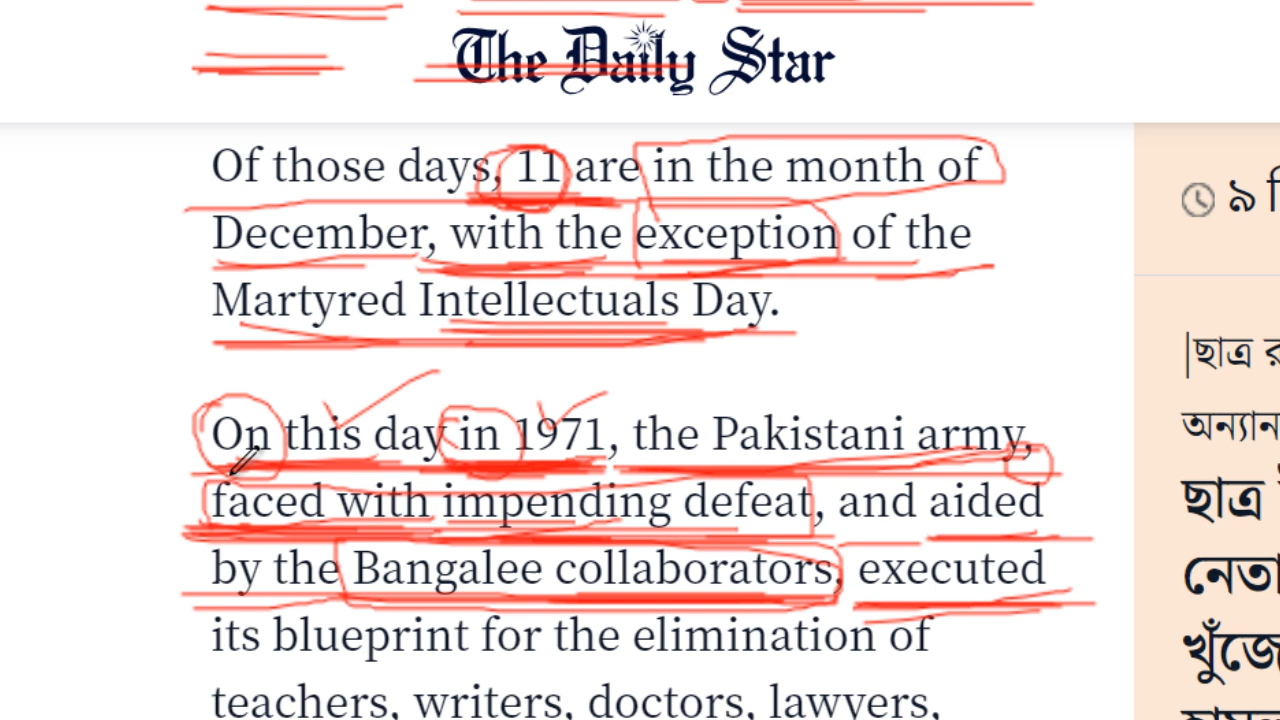 The Daily Star
Of those days, 11 are in the month of
December, with the exception of the
Martyred Intellectuals Day.
On this day in 1971, the Pakistani army,
faced with impending defeat, and aided
by the Bangalee collaborators, executed
its blueprint for the elimination of
teachers, writers, doctors, lawyers,
৯
|ছাত্র
অন্যান
ছাত্র
নেতা
খুঁজে